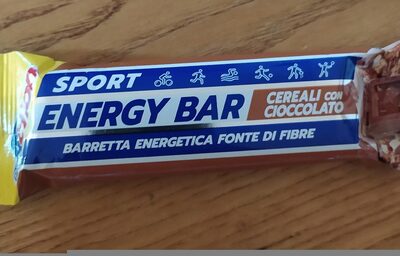 SPORT
ENERGY BAR
CEREALI CON
CIOCCOLATO
BARRETTA ENERGETICA FONTE DI FIBRE